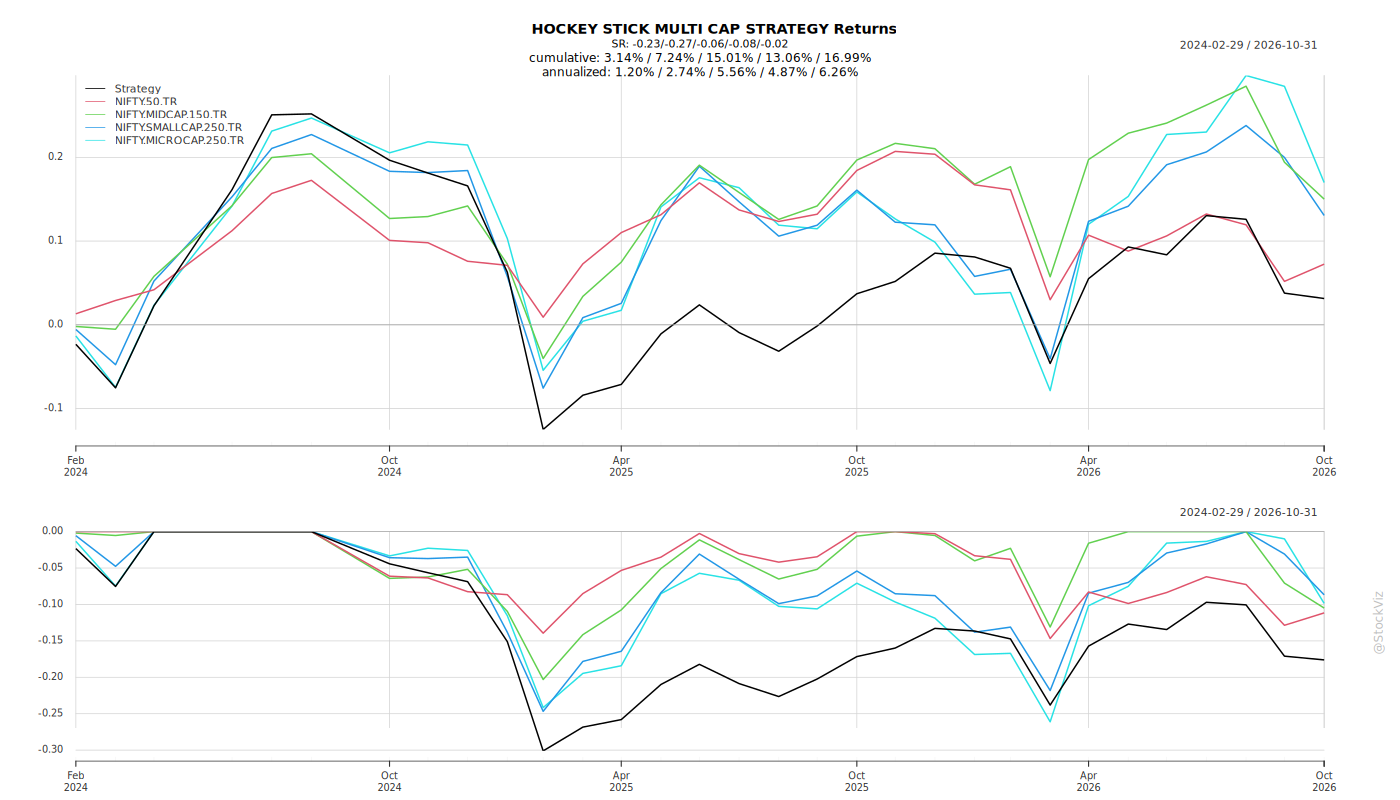 HOCKEY STICK MULTI CAP STRATEGY Returns
SR: -0.23/-0.27/-0.06/-0.08/-0.02
cumulative: 3.14% / 7.24% / 15.01% / 13.06% / 16.99%
annualized: 1.20% / 2.74% / 5.56% / 4.87% / 6.26%
2024-02-29 / 2026-10-31
Strategy
NIFTY.50.TR
NIFTY.MIDCAP.150.TR
NIFTY.SMALLCAP.250.TR
NIFTY.MICROCAP.250.TR
0.2
0.1
0.0
-0.1
Feb Oct Apr Oct Apr Oct
2024 2024 2025 2025 2026 2026
2024-02-29 / 2026-10-31
0.00
-0.05
-0.10
-0.15
-0.20
-0.25
-0.30
Feb Oct Apr Oct Apr Oct
2024 2024 2025 2025 2026 2026
@StockViz